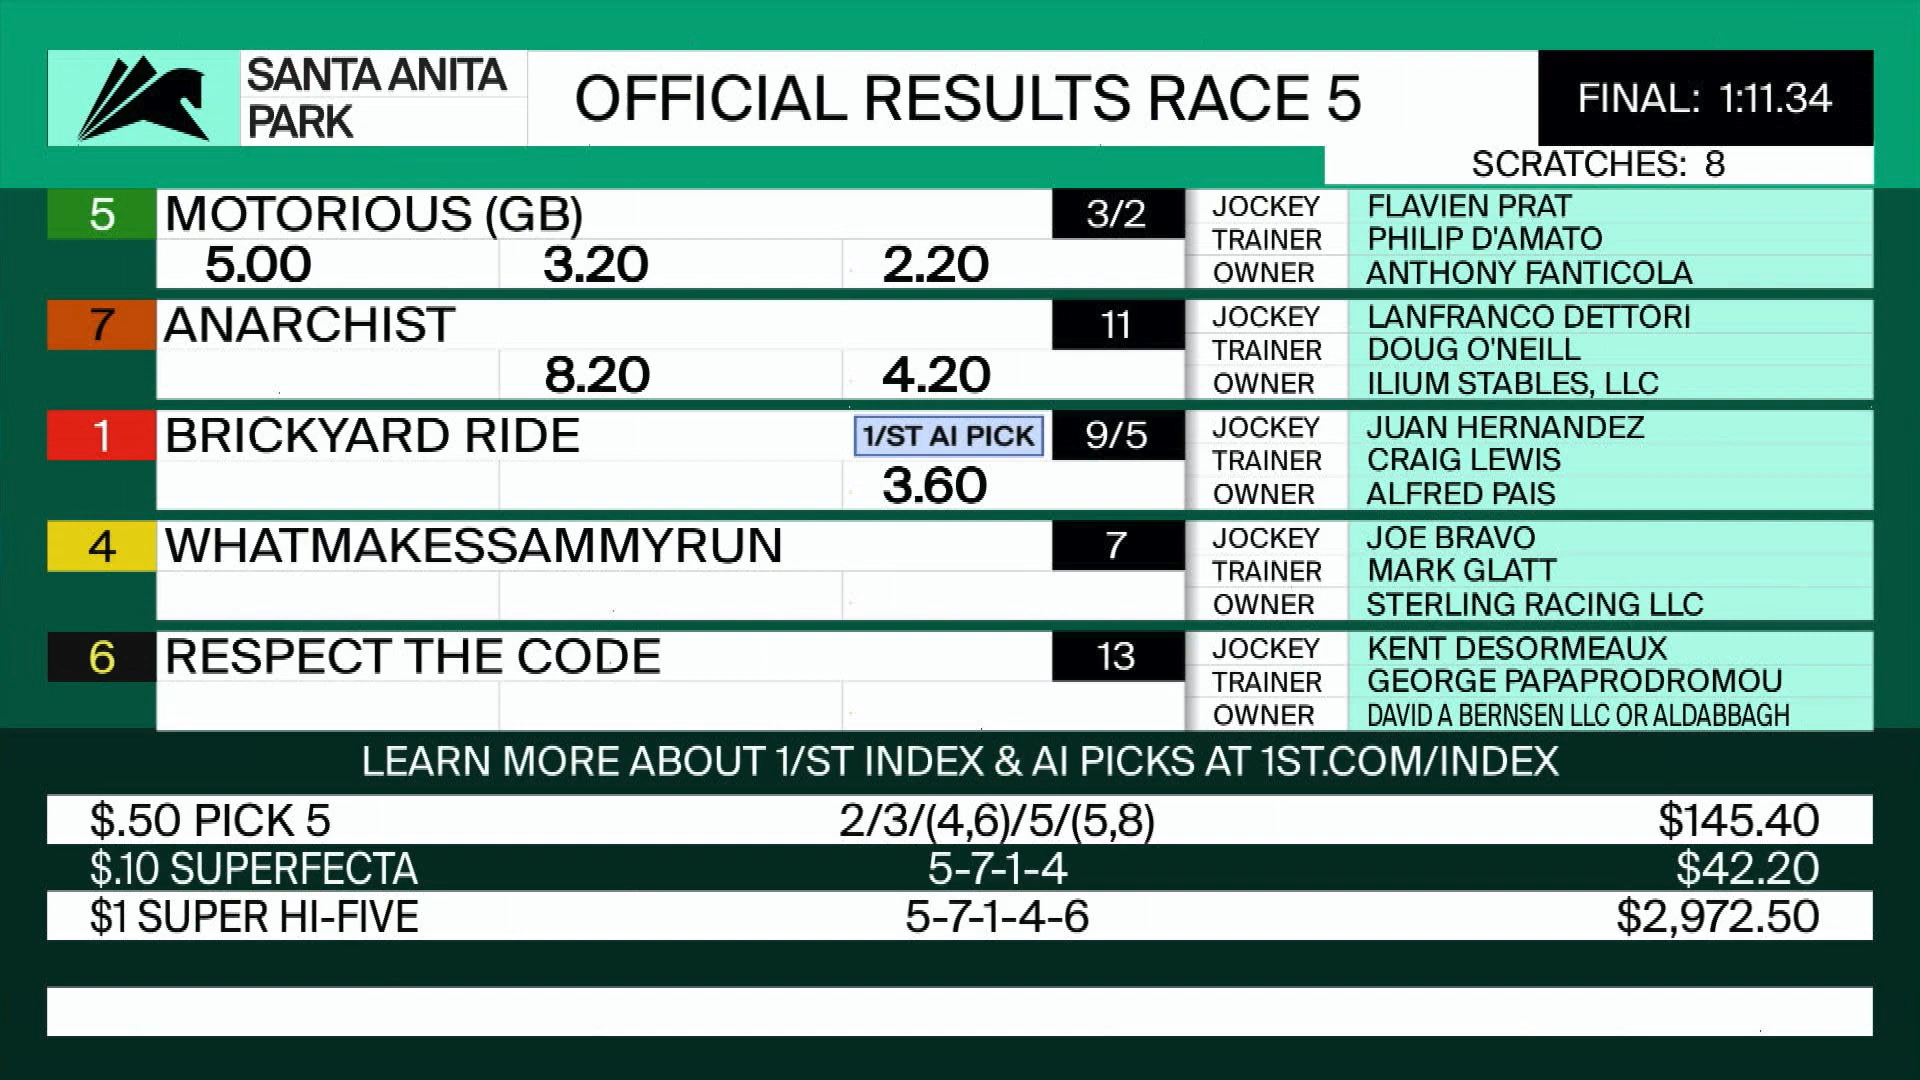 SANTA ANITA
PARK
OFFICIAL RESULTS RACE 5
FINAL: 1:11.34
SCRATCHES: 8
5 MOTORIOUS (GB) 3/2
5.00 3.20 2.20
JOCKEY FLAVIEN PRAT
TRAINER PHILIP D'AMATO
OWNER ANTHONY FANTICOLA
7 ANARCHIST 11
8.20 4.20
JOCKEY LANFRANCO DETTORI
TRAINER DOUG O'NEILL
OWNER ILIUM STABLES, LLC
1 BRICKYARD RIDE 1/ST AI PICK 9/5
3.60
JOCKEY JUAN HERNANDEZ
TRAINER CRAIG LEWIS
OWNER ALFRED PAIS
4 WHATMAKESSAMMYRUN 7
JOCKEY JOE BRAVO
TRAINER MARK GLATT
OWNER STERLING RACING LLC
6 RESPECT THE CODE 13
JOCKEY KENT DESORMEAUX
TRAINER GEORGE PAPAPRODROMOU
OWNER DAVID A BERNSEN LLC OR ALDABBAGH
LEARN MORE ABOUT 1/ST INDEX & AI PICKS AT 1ST.COM/INDEX
$.50 PICK 5 2/3/(4,6)/5/(5,8) $145.40
$.10 SUPERFECTA 5-7-1-4 $42.20
$1 SUPER HI-FIVE 5-7-1-4-6 $2,972.50